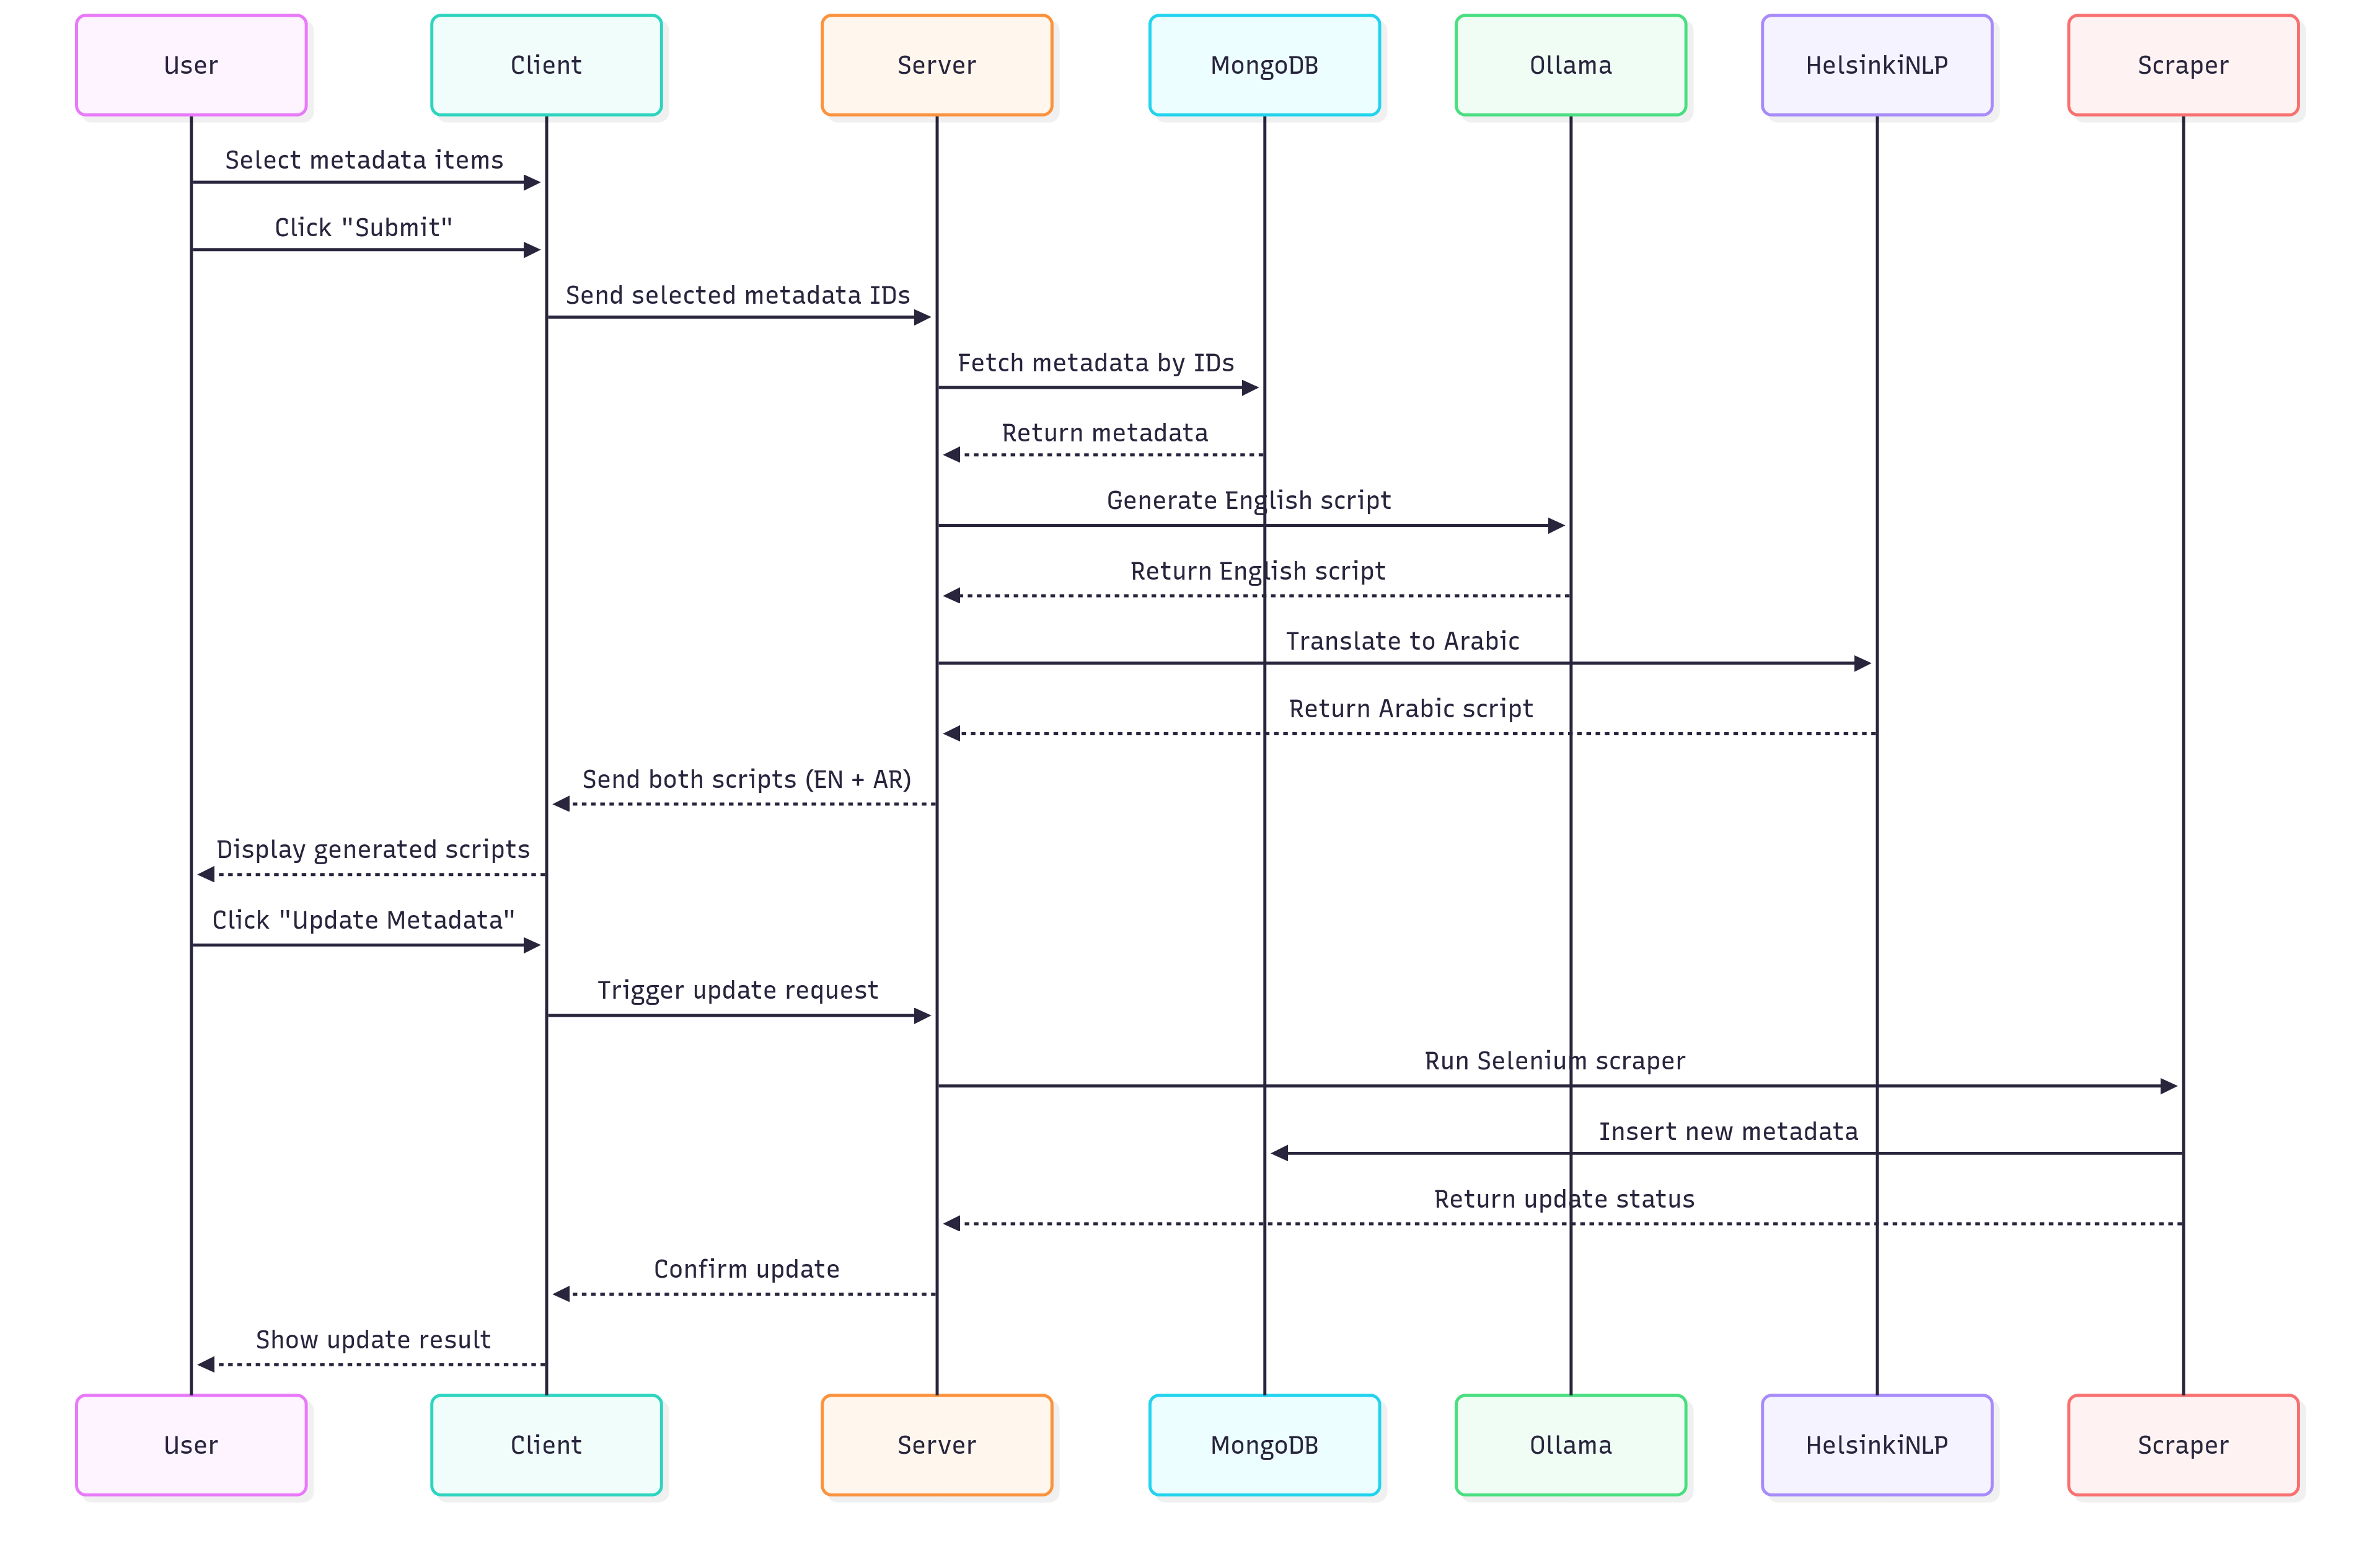 User
Client
Server
MongoDB
Ollama
HelsinkiNLP
Scraper
Select metadata items
Click "Submit"
Send selected metadata IDs
Fetch metadata by IDs
Return metadata
Generate English script
Return English script
Translate to Arabic
Return Arabic script
Send both scripts (EN + AR)
Display generated scripts
Click "Update Metadata"
Trigger update request
Run Selenium scraper
Insert new metadata
Return update status
Confirm update
Show update result
User
Client
Server
MongoDB
Ollama
HelsinkiNLP
Scraper